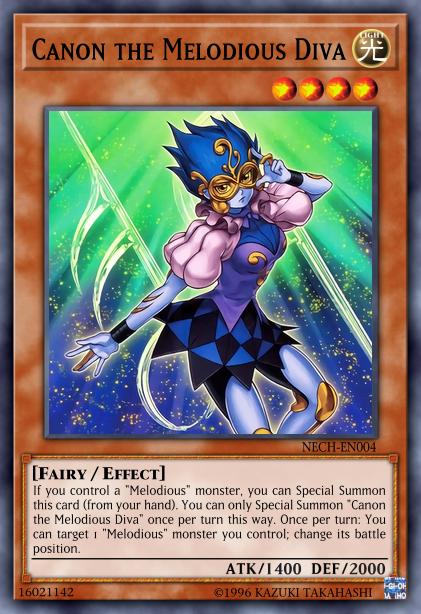 Canon the Melodious Diva
LIGHT
光
NECH-EN004
[Fairy / Effect]
If you control a "Melodious" monster, you can Special Summon
this card (from your hand). You can only Special Summon "Canon
the Melodious Diva" once per turn this way. Once per turn: You
can target 1 "Melodious" monster you control; change its battle
position.
ATK/1400 DEF/2000
16021142
©1996 KAZUKI TAKAHASHI